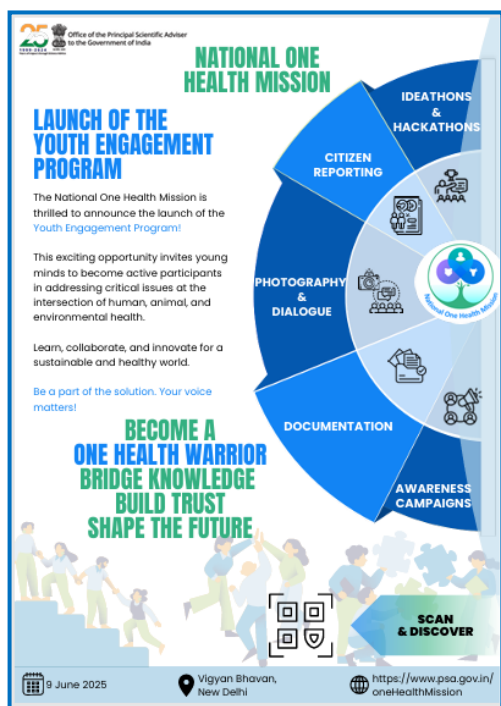 Office of the Principal Scientific Adviser
to the Government of India
NATIONAL ONE
HEALTH MISSION
LAUNCH OF THE
YOUTH ENGAGEMENT
PROGRAM
The National One Health Mission is
thrilled to announce the launch of the
Youth Engagement Program!
This exciting opportunity invites young
minds to become active participants
in addressing critical issues at the
intersection of human, animal, and
environmental health.
Learn, collaborate, and innovate for a
sustainable and healthy world.
Be a part of the solution. Your voice
matters!
IDEATHONS
&
HACKATHONS
CITIZEN
REPORTING
PHOTOGRAPHY
&
DIALOGUE
DOCUMENTATION
AWARENESS
CAMPAIGNS
National One Health Mission
BECOME A
ONE HEALTH WARRIOR
BRIDGE KNOWLEDGE
BUILD TRUST
SHAPE THE FUTURE
SCAN
& DISCOVER
9 June 2025
Vigyan Bhavan,
New Delhi
https://www.psa.gov.in/
oneHealthMission